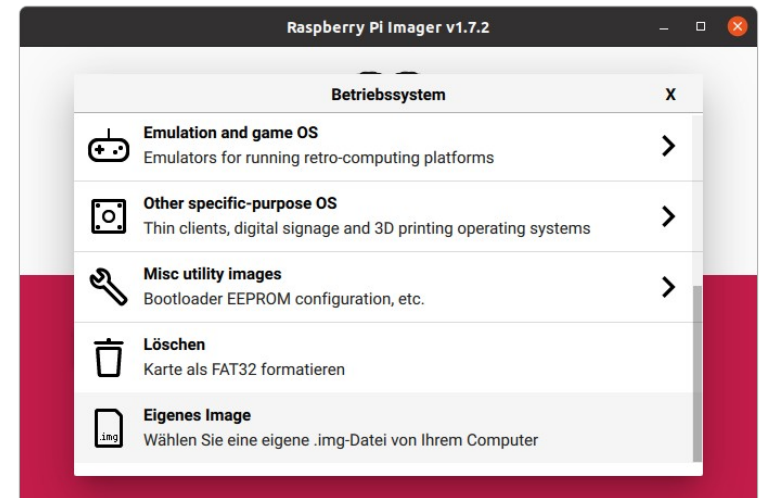 Raspberry Pi Imager v1.7.2
Betriebssystem X
Emulation and game OS
Emulators for running retro-computing platforms
Other specific-purpose OS
Thin clients, digital signage and 3D printing operating systems
Misc utility images
Bootloader EEPROM configuration, etc.
Löschen
Karte als FAT32 formatieren
Eigenes Image
.img
Wählen Sie eine eigene .img-Datei von Ihrem Computer